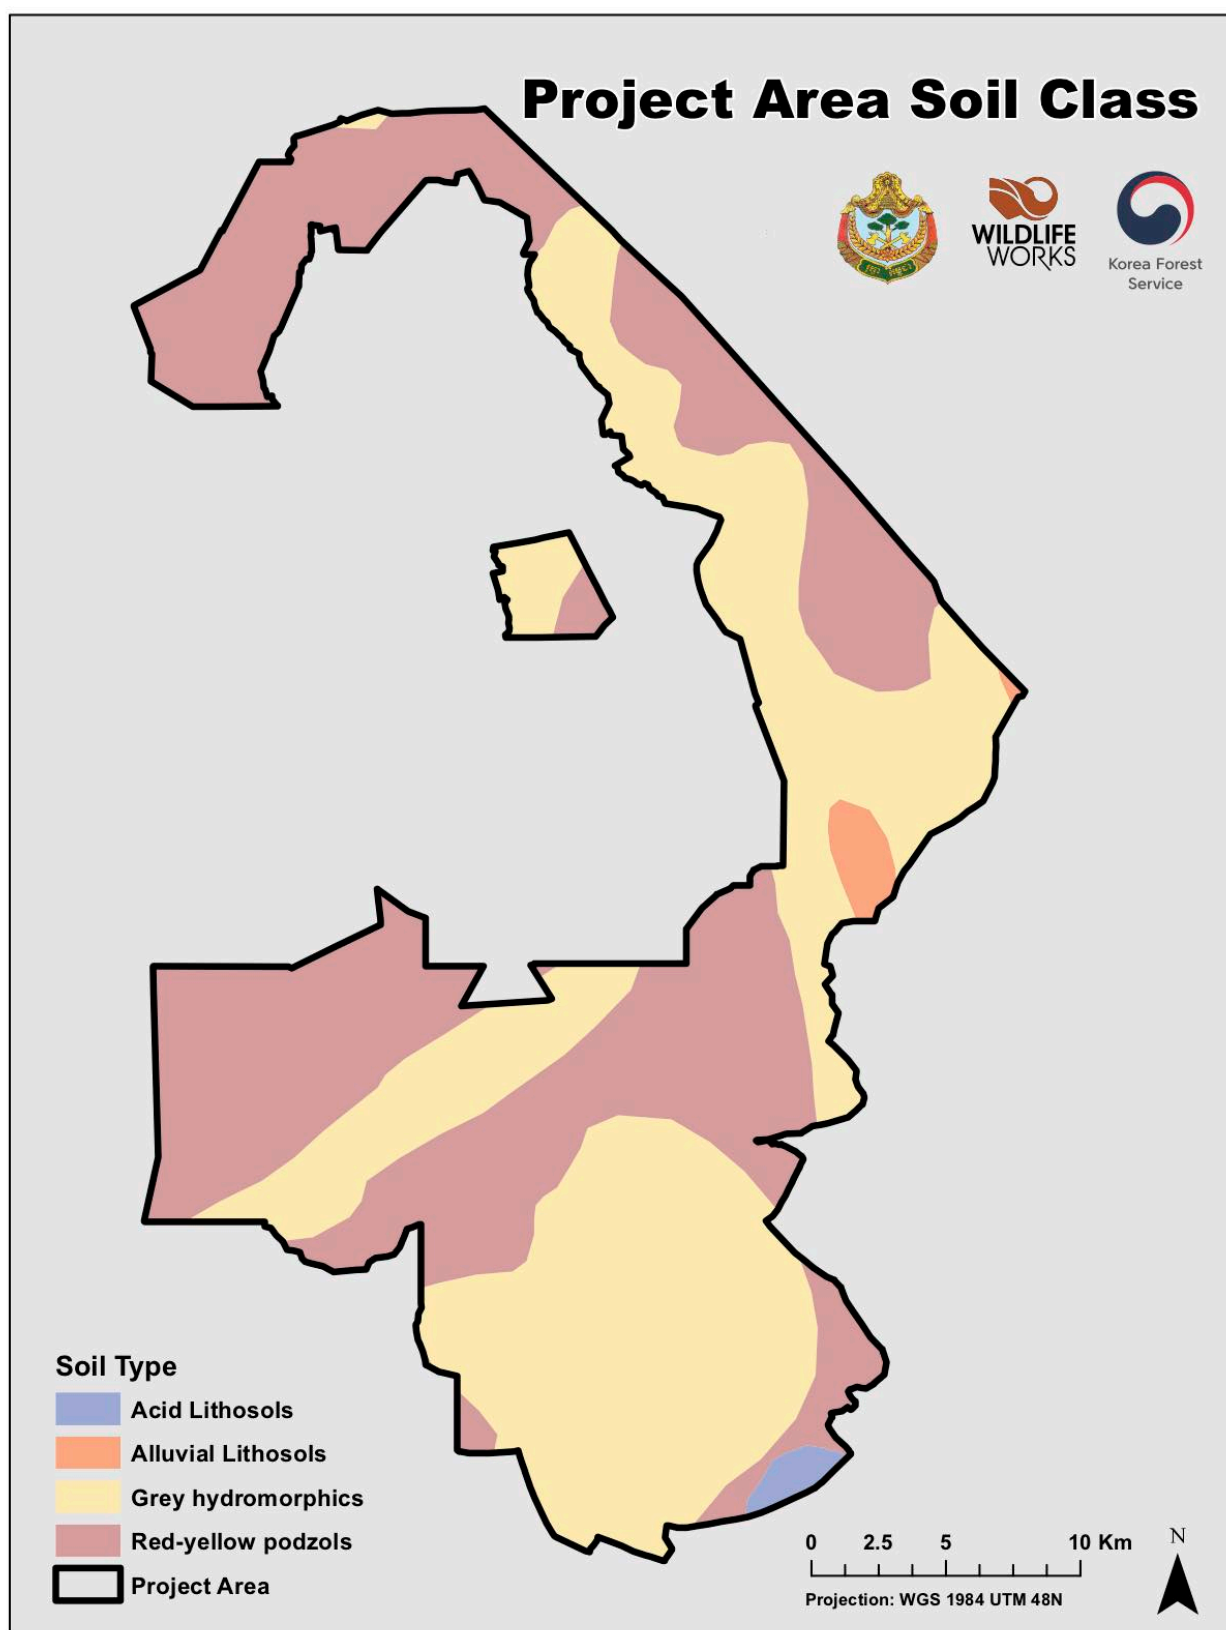 Project Area Soil Class
WILDLIFE
WORKS
Korea Forest
Service
Soil Type
Acid Lithosols
Alluvial Lithosols
Grey hydromorphics
Red-yellow podzols
Project Area
0 2.5 5 10 Km
N
Projection: WGS 1984 UTM 48N